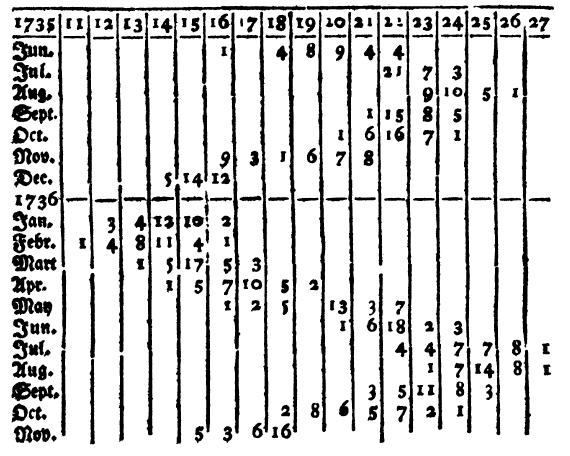 1735 11 12 13 14 15 16 17 18 19 20 21 22 23 24 25 26 27
Jun. 1 4 8 9 4 4
Jul. 21 7 3
Aug. 9 10 5 1
Sept. 1 15 8 5
Oct. 1 6 16 7 1
Nov. 9 3 1 6 7 8
Dec. 5 14 12
1736
Jan. 3 4 12 10 2
Febr. 1 4 8 11 4 1
Mart 1 5 17 5 3
Apr. 1 5 7 10 5 2
May 1 2 5 13 3 7
Jun. 1 6 18 2 3
Jul. 4 4 7 7 8 1
Aug. 1 7 14 8 1
Sept. 3 5 11 8 3
Oct. 2 8 6 5 7 2 1
Nov. 5 3 6 16